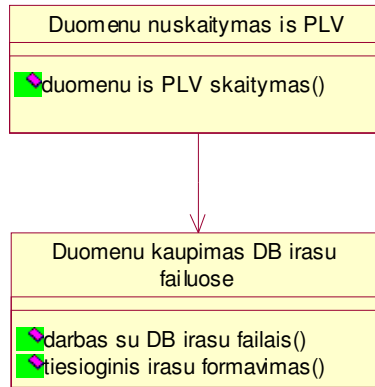 Duomenu nuskaitymas is PLV
duomenu is PLV skaitymas()
Duomenu kaupimas DB irasu
failuose
darbas su DB irasu failais()
tiesioginis irasu formavimas()